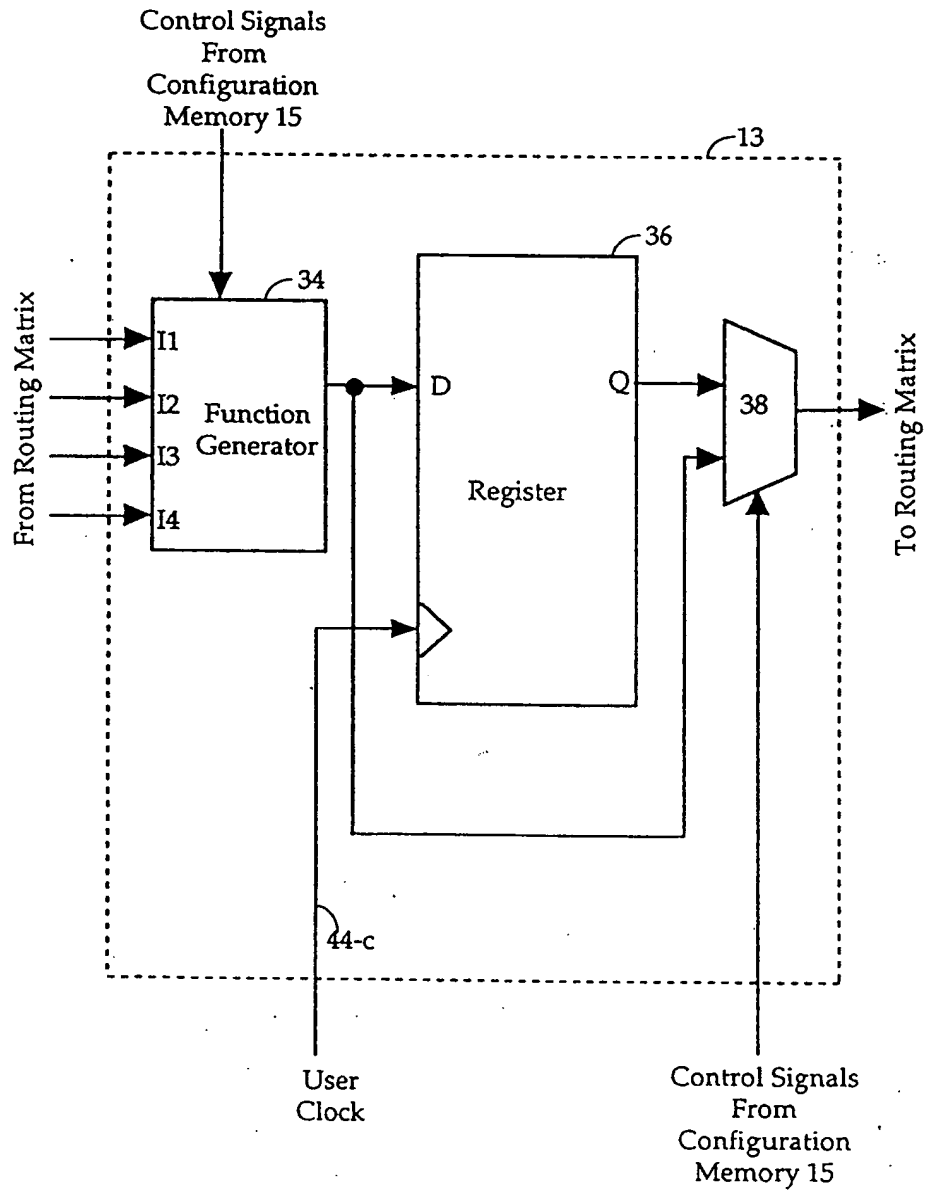 Control Signals
From
Configuration
Memory 15
13
36
34
From Routing Matrix
I1
I2
I3
I4
Function
Generator
D
Q
Register
38
To Routing Matrix
44-c
User
Clock
Control Signals
From
Configuration
Memory 15